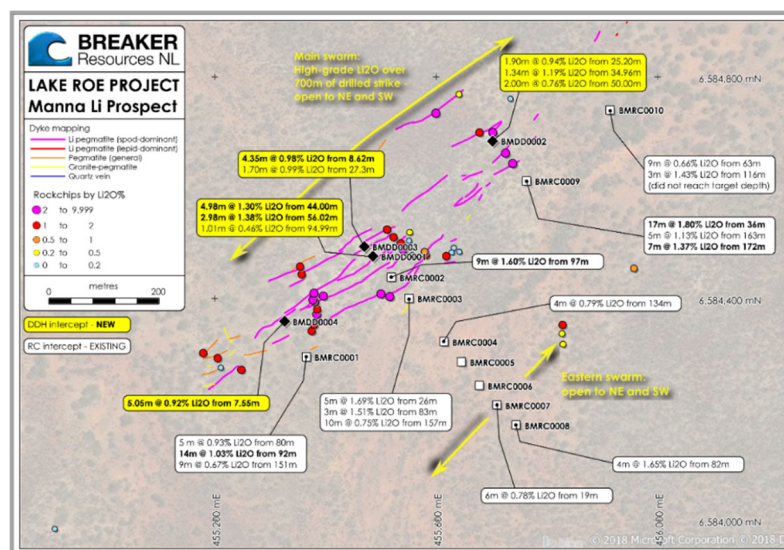 BREAKER
Resources NL
LAKE ROE PROJECT
Manna Li Prospect
Dyke mapping
Li pegmatite (spod-dominant)
Li pegmatite (lepid-dominant)
Pegmatite (general)
Granite-pegmatite
Quartz vein
Rockchips by Li2O%
2 to 9,999
1 to 2
0.5 to 1
0.2 to 0.5
0 to 0.2
metres
0 200
DDH intercept - NEW
RC intercept - EXISTING
Main swarm:
High-grade Li2O over
700m of drilled strike -
open to NE and SW
1.90m @ 0.94% Li2O from 25.20m
1.34m @ 1.19% Li2O from 34.96m
2.00m @ 0.76% Li2O from 50.00m
6,584,800 mN
BMRC0010
BMDD0002
4.35m @ 0.98% Li2O from 8.62m
1.70m @ 0.99% Li2O from 27.3m
9m @ 0.66% Li2O from 63m
3m @ 1.43% Li2O from 116m
(did not reach target depth)
BMRC0009
4.98m @ 1.30% Li2O from 44.00m
2.98m @ 1.38% Li2O from 56.02m
1.01m @ 0.46% Li2O from 94.99m
17m @ 1.80% Li2O from 36m
5m @ 1.13% Li2O from 163m
7m @ 1.37% Li2O from 172m
BMDD0003
BMDD0001
9m @ 1.60% Li2O from 97m
BMRC0002
BMRC0003
4m @ 0.79% Li2O from 134m
6,584,400 mN
BMDD0004
BMRC0004
BMRC0001
BMRC0005
BMRC0006
Eastern swarm:
open to NE and SW
5.05m @ 0.92% Li2O from 7.55m
5m @ 1.69% Li2O from 26m
3m @ 1.51% Li2O from 83m
10m @ 0.75% Li2O from 157m
BMRC0007
BMRC0008
5 m @ 0.93% Li2O from 80m
14m @ 1.03% Li2O from 92m
9m @ 0.67% Li2O from 151m
4m @ 1.65% Li2O from 82m
6m @ 0.78% Li2O from 19m
455,200 mE
455,600 mE
456,000 mE
6,584,000 mN
© 2018 Microsoft Corporation © 2018 D